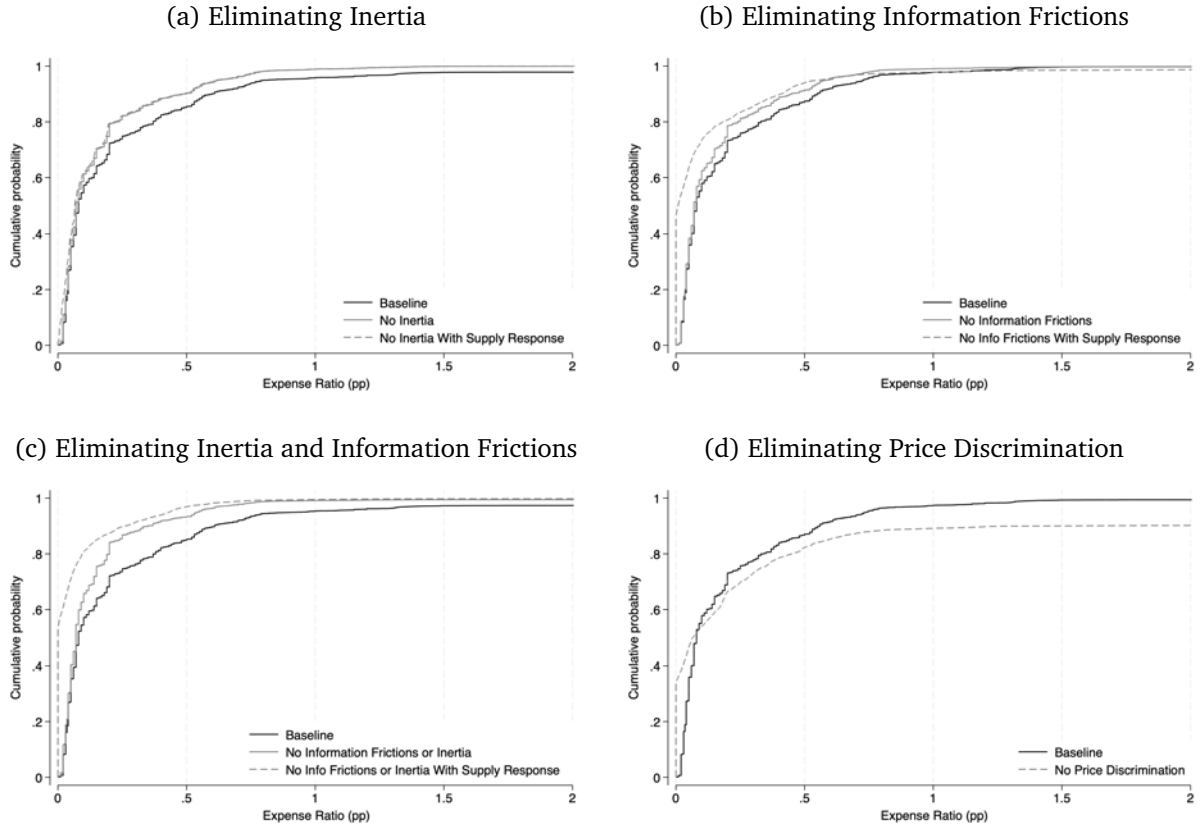 (a) Eliminating Inertia
Cumulative probability
1
.8
.6
.4
.2
0
0 .5 1 1.5 2
Expense Ratio (pp)
Baseline
No Inertia
No Inertia With Supply Response
(b) Eliminating Information Frictions
Cumulative probability
1
.8
.6
.4
.2
0
0 .5 1 1.5 2
Expense Ratio (pp)
Baseline
No Information Frictions
No Info Frictions With Supply Response
(c) Eliminating Inertia and Information Frictions
Cumulative probability
1
.8
.6
.4
.2
0
0 .5 1 1.5 2
Expense Ratio (pp)
Baseline
No Information Frictions or Inertia
No Info Frictions or Inertia With Supply Response
(d) Eliminating Price Discrimination
Cumulative probability
1
.8
.6
.4
.2
0
0 .5 1 1.5 2
Expense Ratio (pp)
Baseline
No Price Discrimination